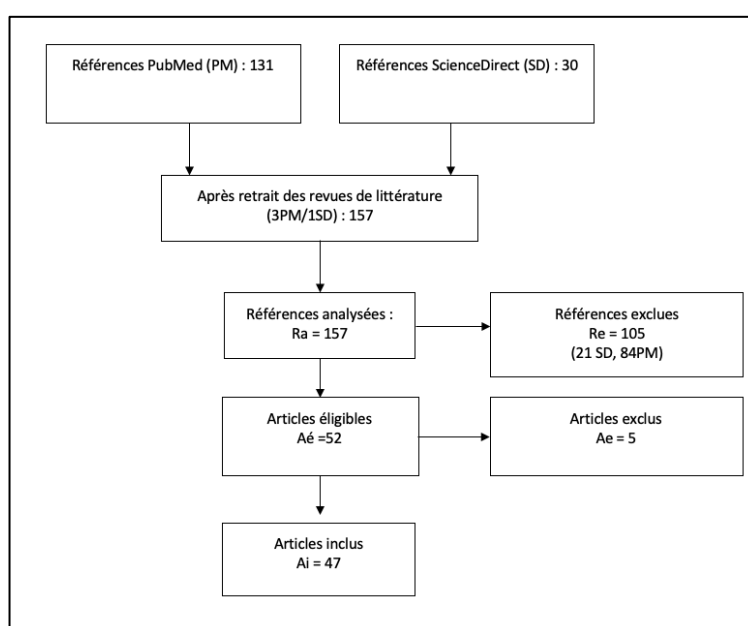 Références PubMed (PM) : 131
Références ScienceDirect (SD) : 30
Après retrait des revues de littérature
(3PM/1SD) : 157
Références analysées :
Ra = 157
Références exclues
Re = 105
(21 SD, 84PM)
Articles éligibles
Aé =52
Articles exclus
Ae = 5
Articles inclus
Ai = 47